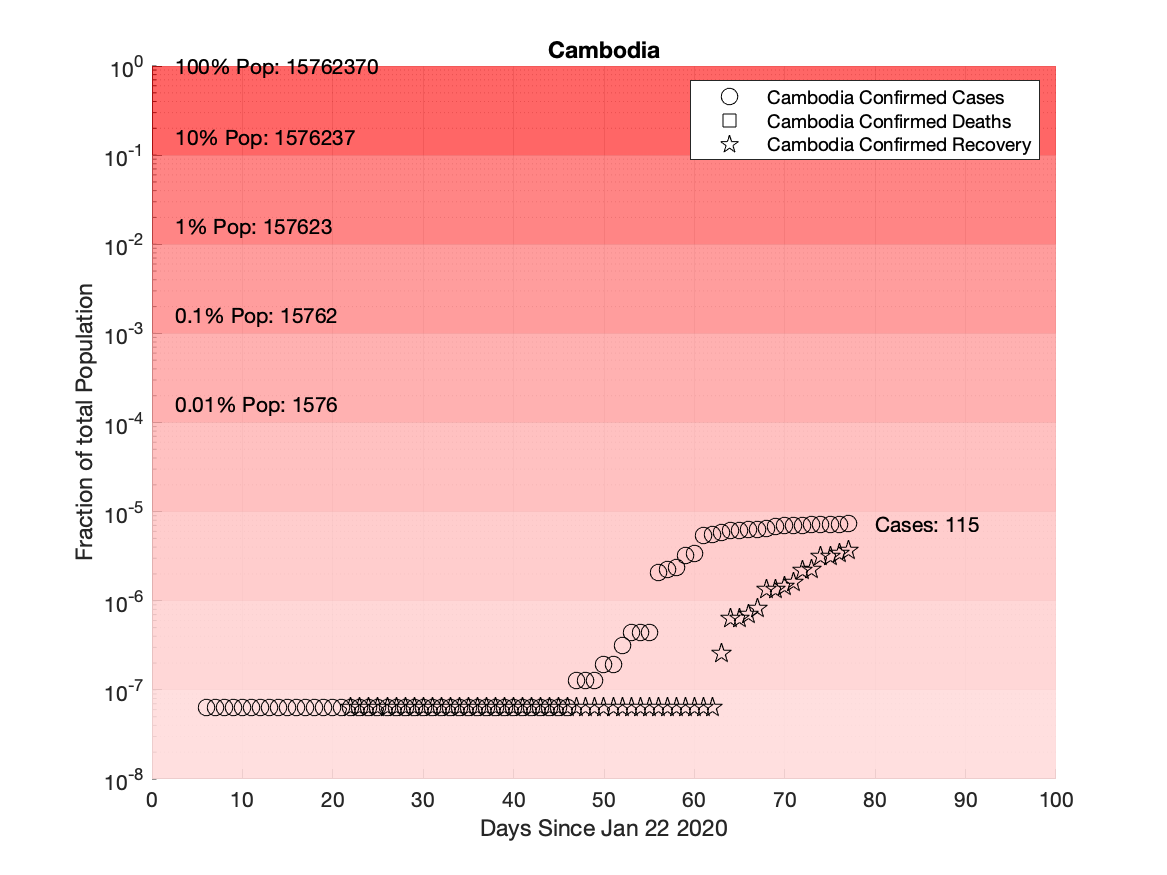 Cambodia
10^0
100% Pop: 15762370
Cambodia Confirmed Cases
Cambodia Confirmed Deaths
Cambodia Confirmed Recovery
10% Pop: 1576237
10^-1
1% Pop: 157623
10^-2
0.1% Pop: 15762
10^-3
0.01% Pop: 1576
10^-4
10^-5
Cases: 115
10^-6
10^-7
10^-8
Fraction of total Population
0 10 20 30 40 50 60 70 80 90 100
Days Since Jan 22 2020